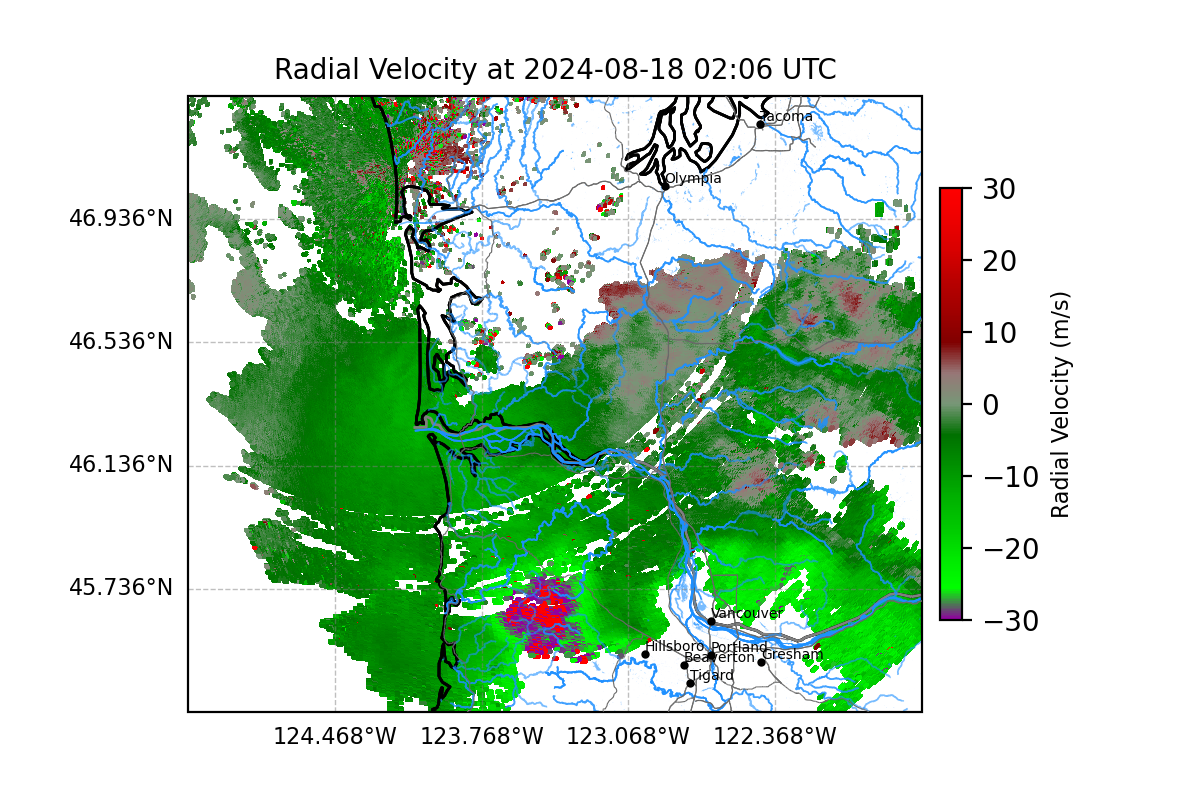 Radial Velocity at 2024-08-18 02:06 UTC
Tacoma
Olympia
46.936°N
46.536°N
46.136°N
45.736°N
Vancouver
Hillsboro
Portland
Beaverton
Gresham
Tigard
124.468°W
123.768°W
123.068°W
122.368°W
30
20
10
0
−10
−20
−30
Radial Velocity (m/s)